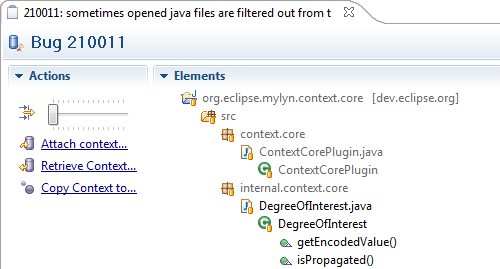 210011: sometimes opened java files are filtered out from t
Bug 210011
Actions
Elements
org.eclipse.mylyn.context.core [dev.eclipse.org]
src
context.core
Attach context...
ContextCorePlugin.java
Retrieve Context...
ContextCorePlugin
Copy Context to...
internal.context.core
DegreeOfInterest.java
DegreeOfInterest
getEncodedValue()
isPropagated()